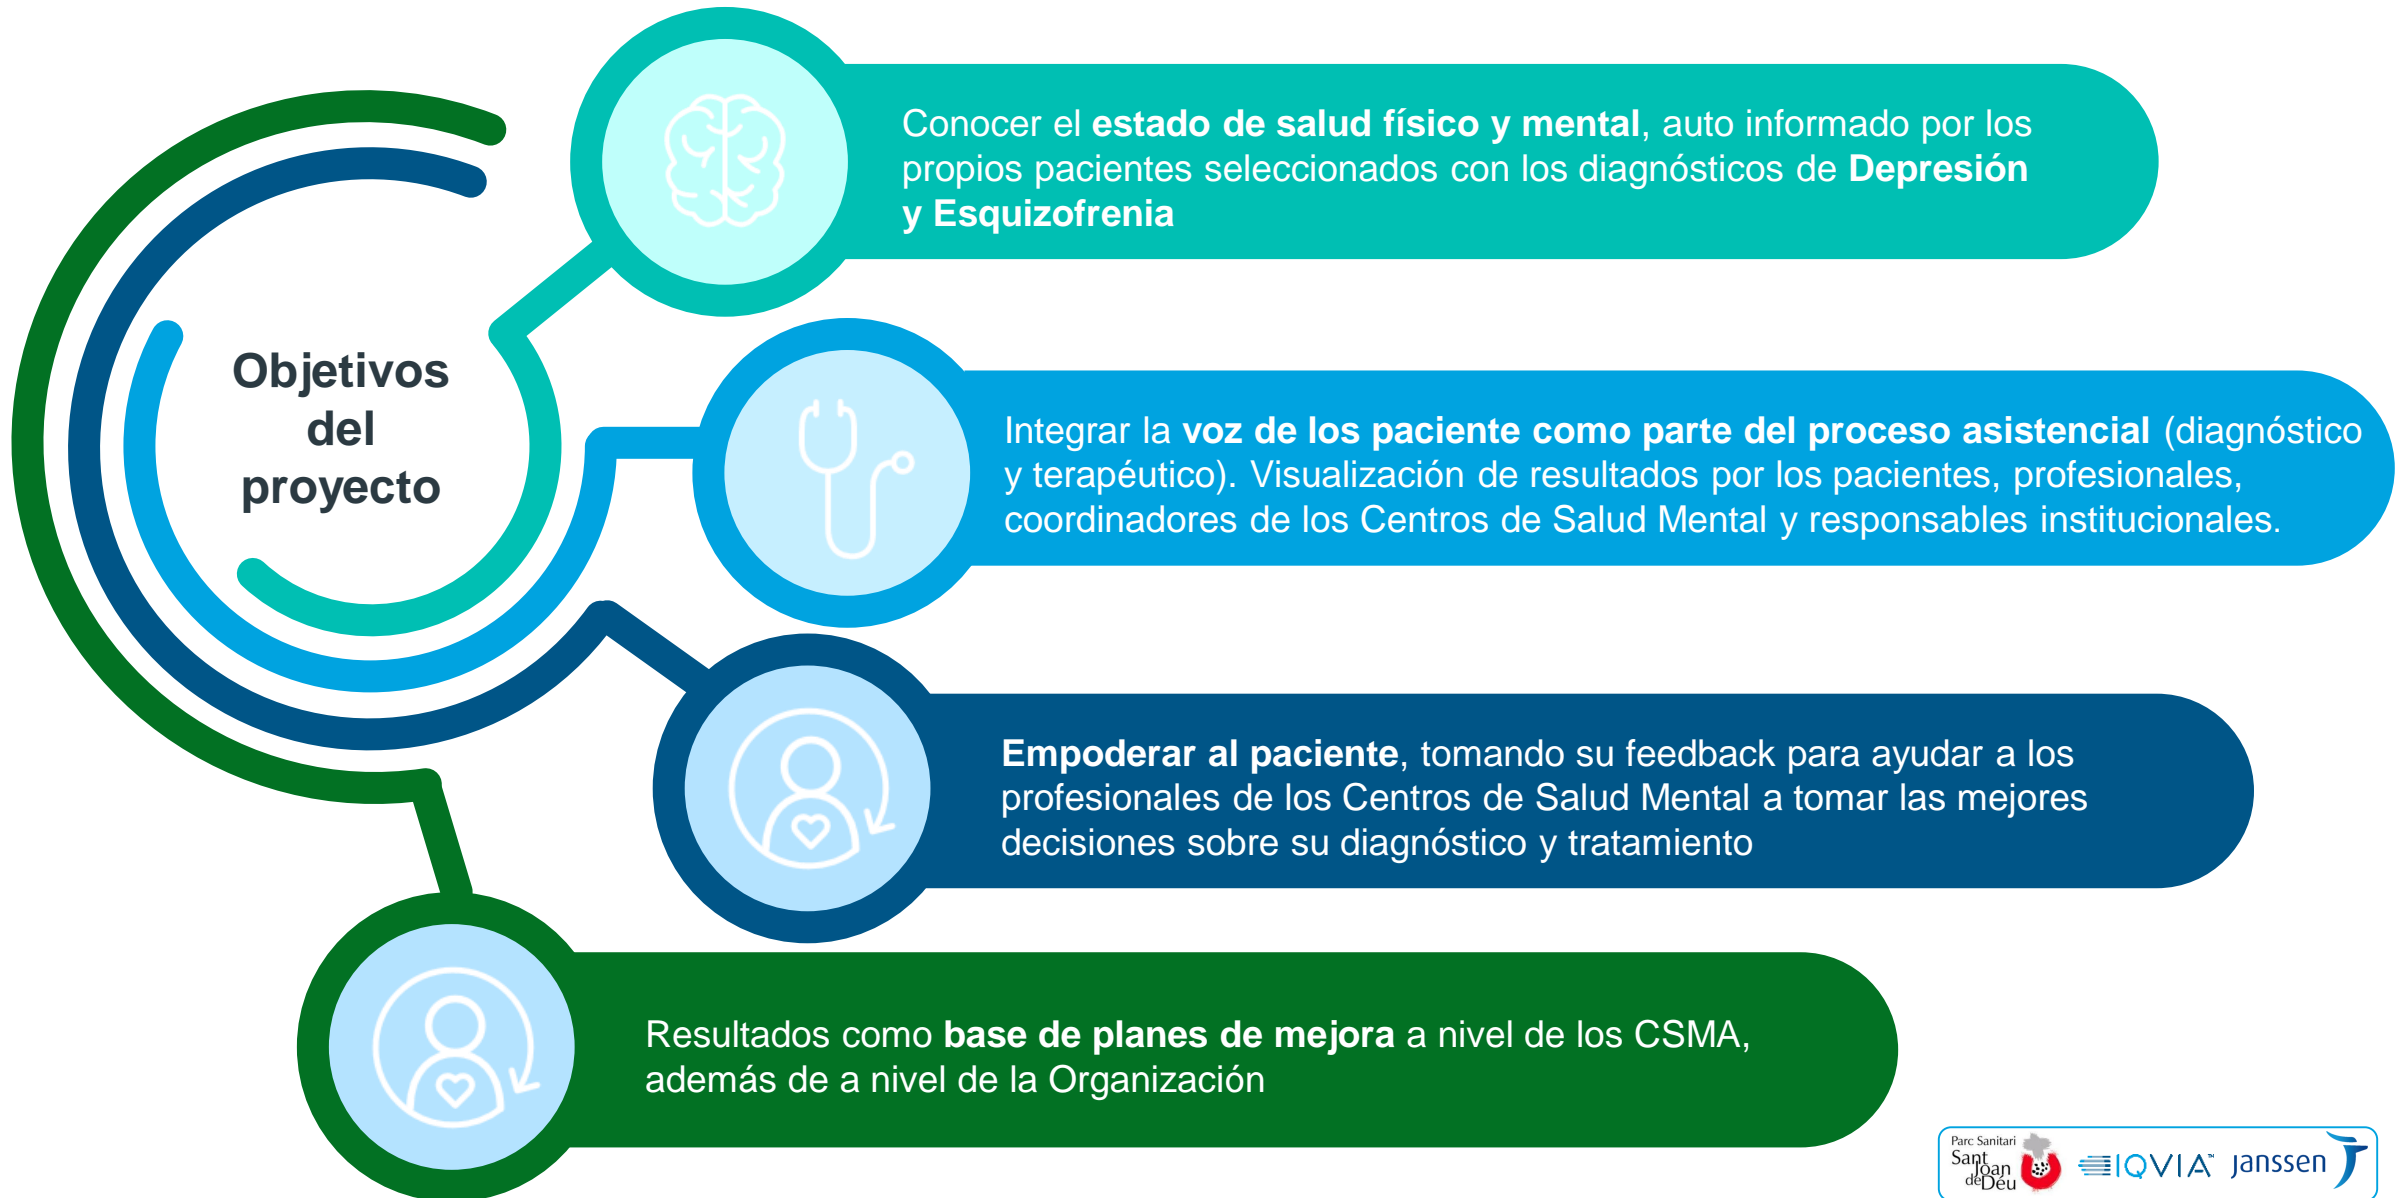 Objetivos
del
proyecto
Conocer el estado de salud físico y mental, auto informado por los
propios pacientes seleccionados con los diagnósticos de Depresión
y Esquizofrenia
Integrar la voz de los paciente como parte del proceso asistencial (diagnóstico
y terapéutico). Visualización de resultados por los pacientes, profesionales,
coordinadores de los Centros de Salud Mental y responsables institucionales.
Empoderar al paciente, tomando su feedback para ayudar a los
profesionales de los Centros de Salud Mental a tomar las mejores
decisiones sobre su diagnóstico y tratamiento
Resultados como base de planes de mejora a nivel de los CSMA,
además de a nivel de la Organización
Parc Sanitari
Sant
Joan
de Déu
IQVIA™
janssen